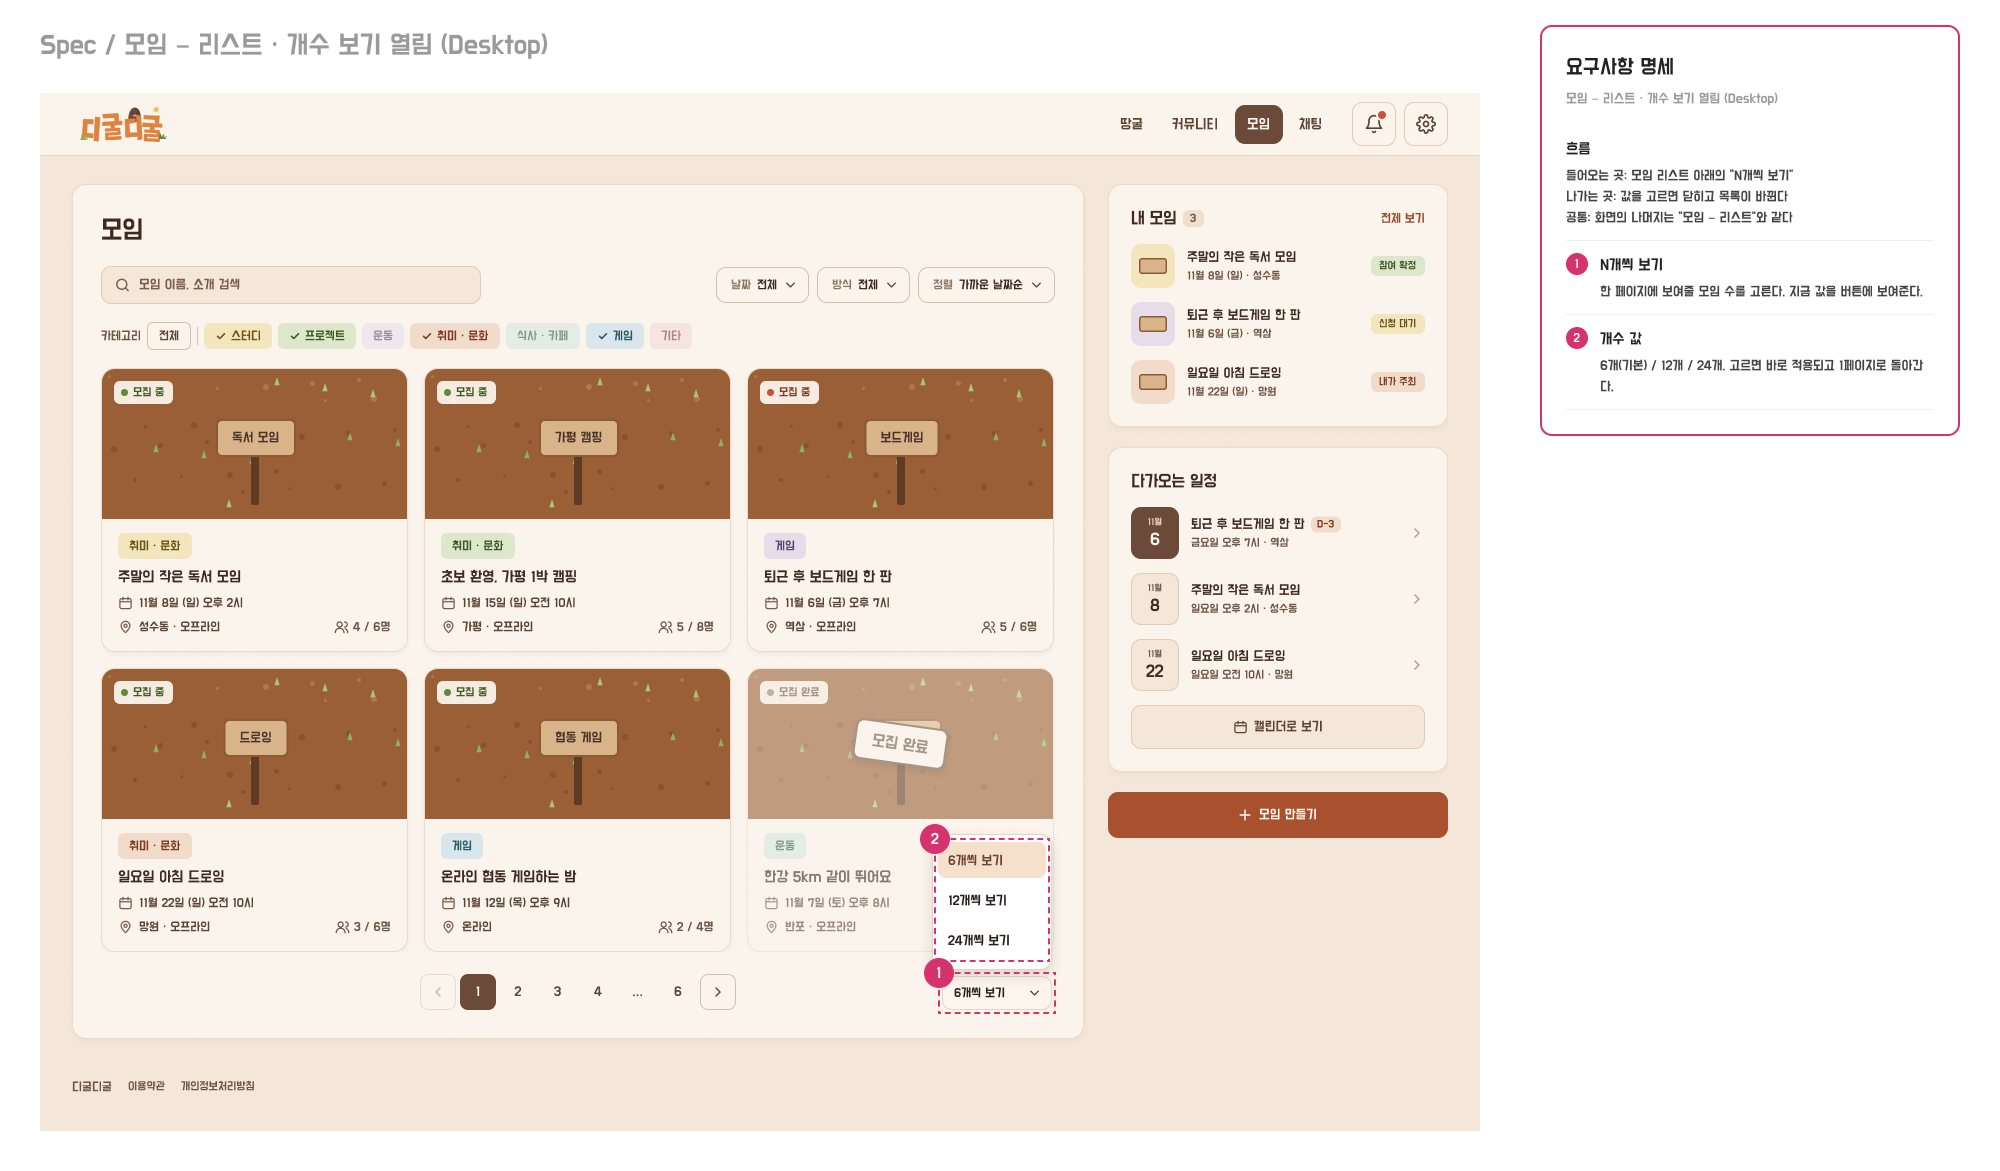 Spec / 모임 – 리스트 · 개수 보기 열림 (Desktop)
디굴디굴
땅굴
커뮤니티
모임
채팅
모임
모임 이름, 소개 검색
날짜 전체
방식 전체
정렬 가까운 날짜순
카테고리
전체
스터디
프로젝트
운동
취미 · 문화
식사 · 카페
게임
기타
모집 중
독서 모임
취미 · 문화
주말의 작은 독서 모임
11월 8일 (일) 오후 2시
성수동 · 오프라인
4 / 6명
모집 중
가평 캠핑
취미 · 문화
초보 환영, 가평 1박 캠핑
11월 15일 (일) 오전 10시
가평 · 오프라인
5 / 8명
모집 중
보드게임
게임
퇴근 후 보드게임 한 판
11월 6일 (금) 오후 7시
역삼 · 오프라인
5 / 6명
모집 중
드로잉
취미 · 문화
일요일 아침 드로잉
11월 22일 (일) 오전 10시
망원 · 오프라인
3 / 6명
모집 중
협동 게임
게임
온라인 협동 게임하는 밤
11월 12일 (목) 오후 9시
온라인
2 / 4명
모집 완료
모집 완료
운동
한강 5km 같이 뛰어요
11월 7일 (토) 오후 8시
반포 · 오프라인
2
6개씩 보기
12개씩 보기
24개씩 보기
1
6개씩 보기
1
2
3
4
...
6
내 모임 3
전체 보기
주말의 작은 독서 모임
11월 8일 (일) · 성수동
참여 확정
퇴근 후 보드게임 한 판
11월 6일 (금) · 역삼
신청 대기
일요일 아침 드로잉
11월 22일 (일) · 망원
내가 주최
다가오는 일정
11월
6
퇴근 후 보드게임 한 판 D-3
금요일 오후 7시 · 역삼
11월
8
주말의 작은 독서 모임
일요일 오후 2시 · 성수동
11월
22
일요일 아침 드로잉
일요일 오전 10시 · 망원
캘린더로 보기
모임 만들기
디굴디굴
이용약관
개인정보처리방침
요구사항 명세
모임 – 리스트 · 개수 보기 열림 (Desktop)
흐름
들어오는 곳: 모임 리스트 아래의 "N개씩 보기"
나가는 곳: 값을 고르면 닫히고 목록이 바뀐다
공통: 화면의 나머지는 "모임 – 리스트"와 같다
1
N개씩 보기
한 페이지에 보여줄 모임 수를 고른다. 지금 값을 버튼에 보여준다.
2
개수 값
6개(기본) / 12개 / 24개. 고르면 바로 적용되고 1페이지로 돌아간
다.